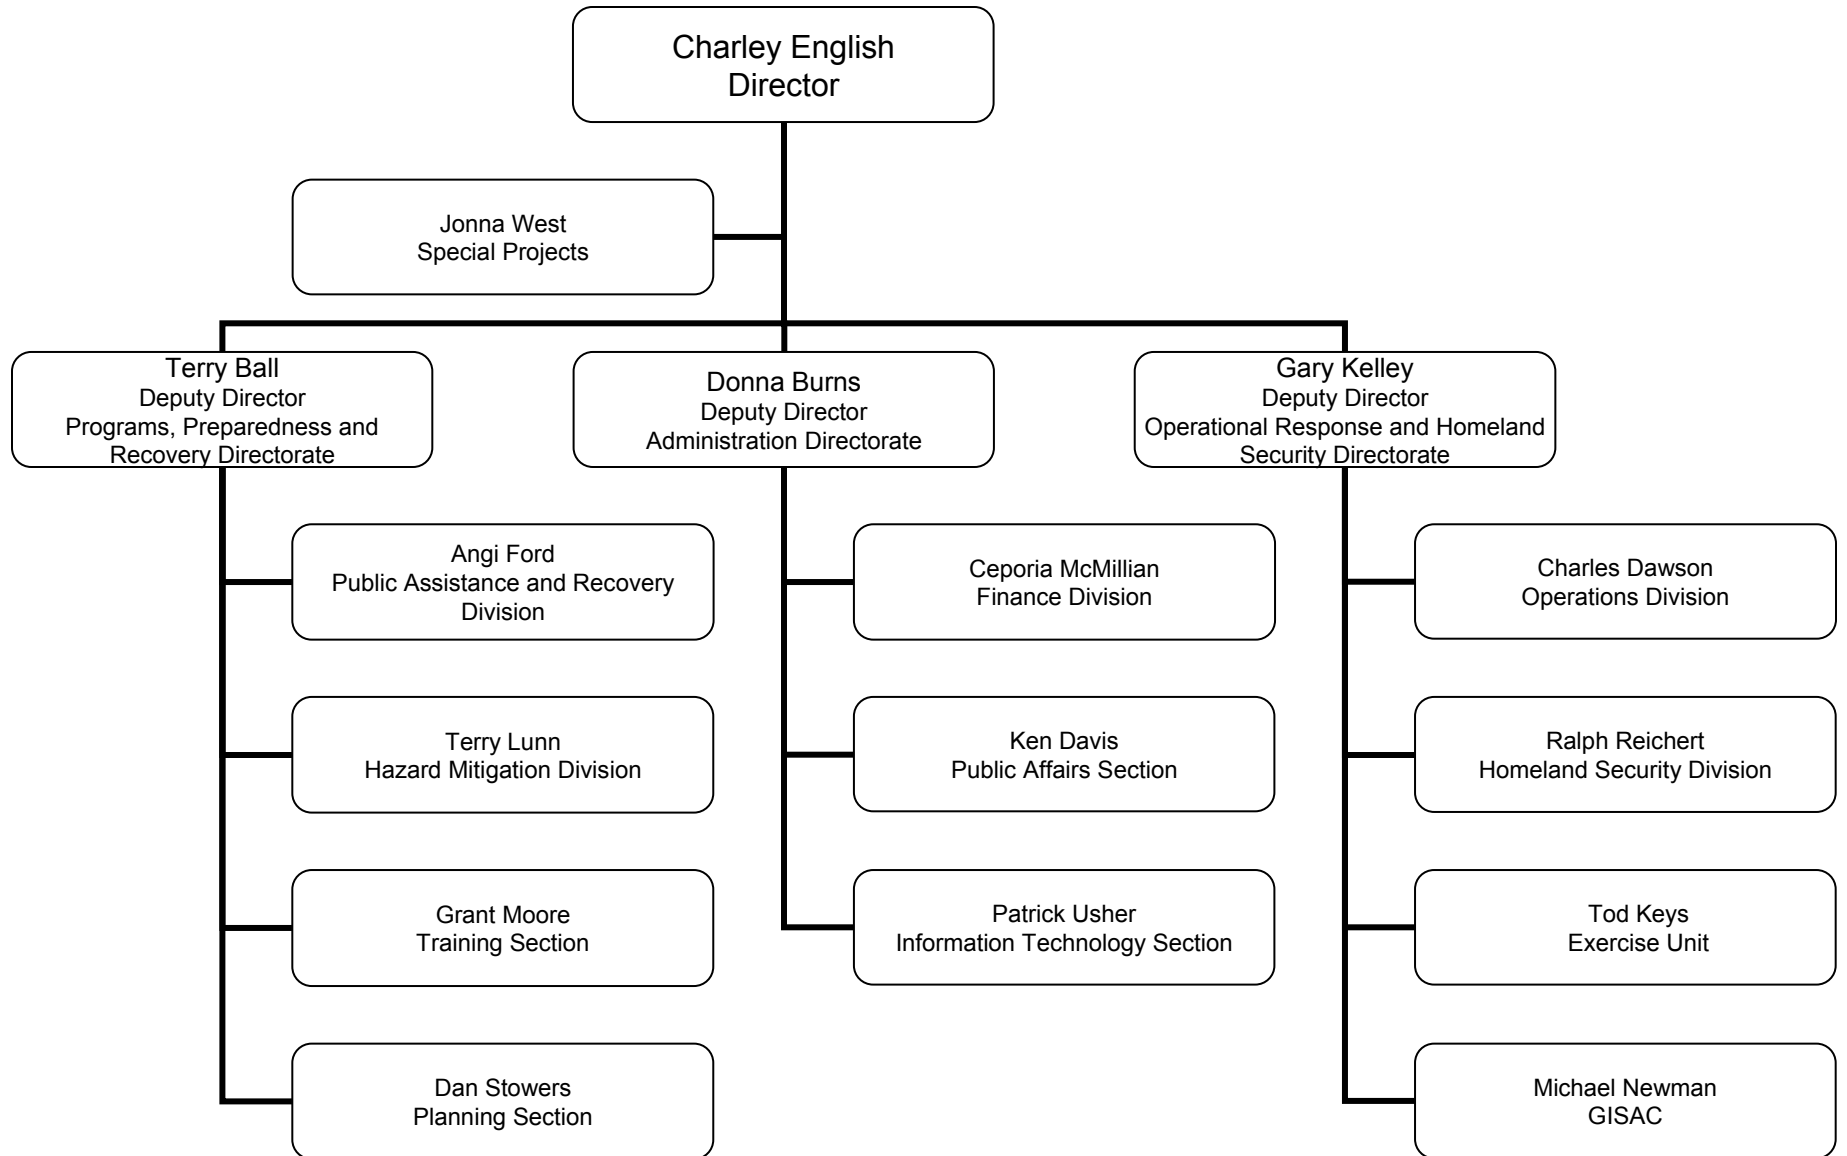 Charley English
Director
Jonna West
Special Projects
Terry Ball
Deputy Director
Programs, Preparedness and
Recovery Directorate
Donna Burns
Deputy Director
Administration Directorate
Gary Kelley
Deputy Director
Operational Response and Homeland
Security Directorate
Angi Ford
Public Assistance and Recovery
Division
Terry Lunn
Hazard Mitigation Division
Grant Moore
Training Section
Dan Stowers
Planning Section
Ceporia McMillian
Finance Division
Ken Davis
Public Affairs Section
Patrick Usher
Information Technology Section
Charles Dawson
Operations Division
Ralph Reichert
Homeland Security Division
Tod Keys
Exercise Unit
Michael Newman
GISAC